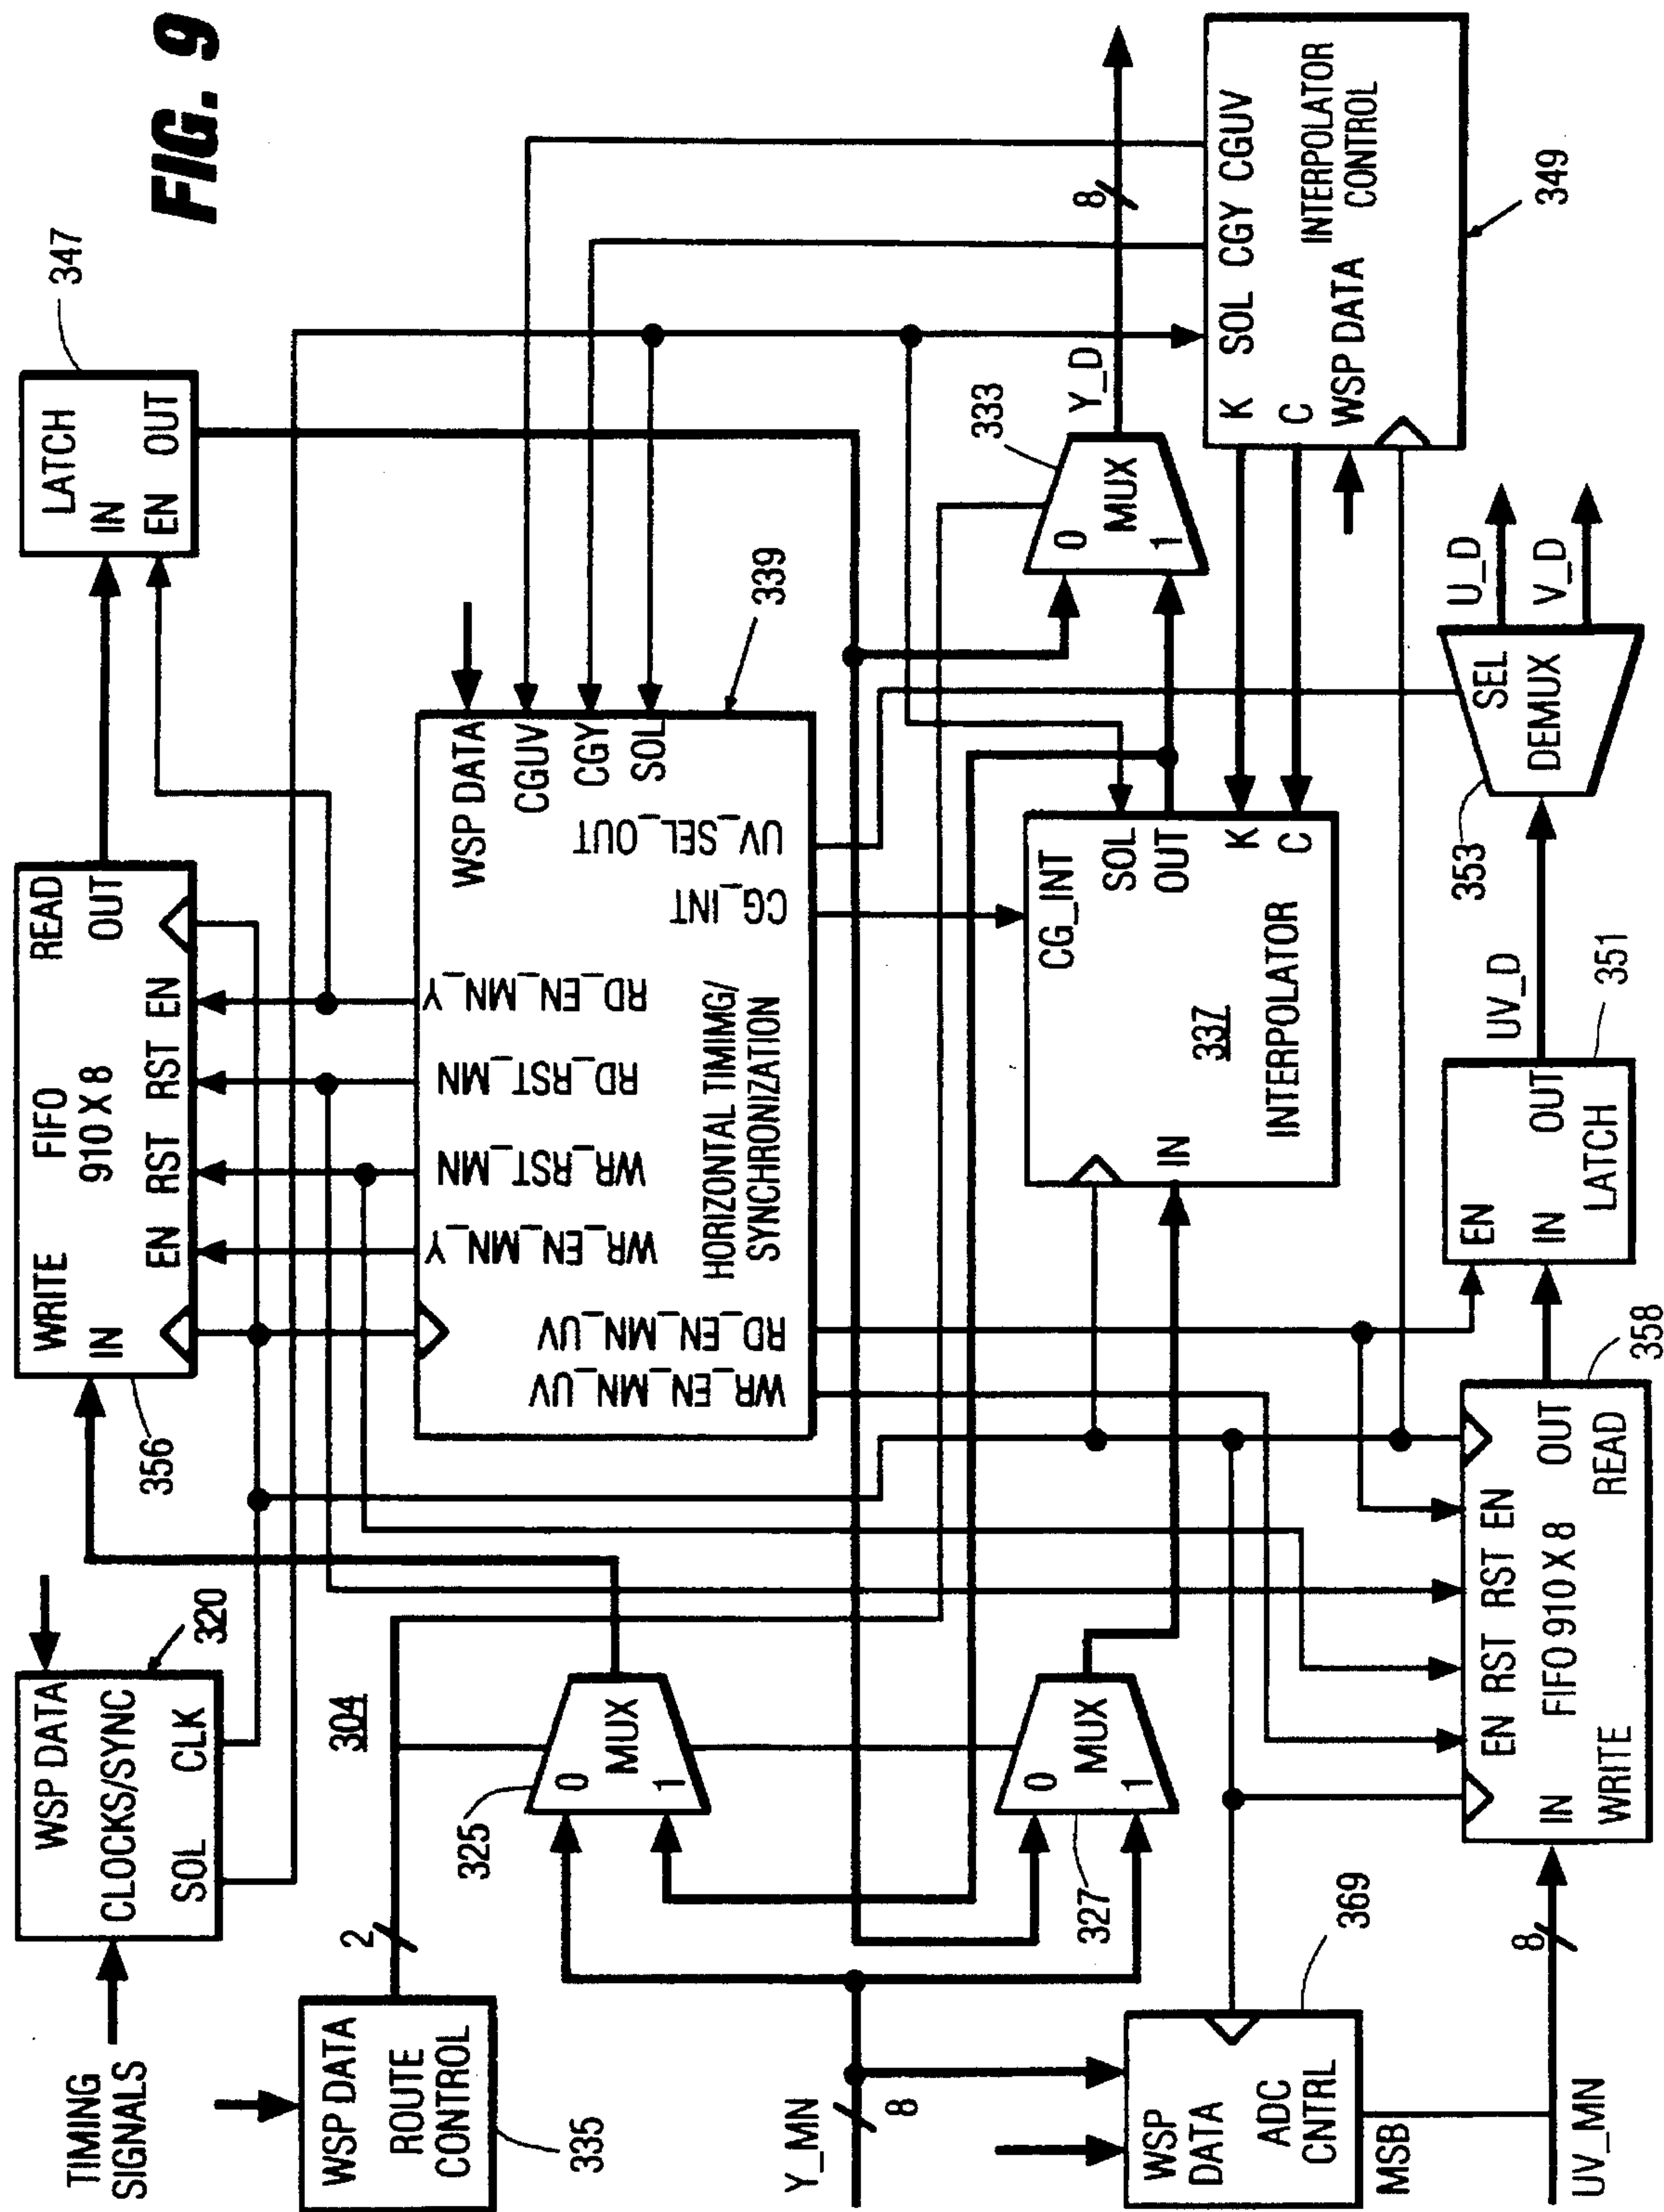 FIG. 9
TIMING
SIGNALS
WSP DATA
CLOCKS/SYNC
SOL CLK
320
WRITE FIFO READ
IN 910 X 8 OUT
EN RST RST EN
356
LATCH
IN
EN OUT
347
WSP DATA
ROUTE
CONTROL
335
2
304
0
MUX
1
325
WR_EN_MN_Y
WR_RST_MN
RD_RST_MN
RD_EN_MN_Y
HORIZONTAL TIMIMG/
SYNCHRONIZATION
WR_EN_MN_UV
RD_EN_MN_UV
CG_INT
UV_SEL_OUT
WSP DATA
CGUV
CGY
SOL
339
Y_MN
8
0
MUX
1
327
CG_INT
SOL
OUT
IN
337
INTERPOLATOR
K
C
0
MUX
1
333
Y_D
8
K SOL CGY CGUV
C
WSP DATA
INTERPOLATOR
CONTROL
349
WSP
DATA
ADC
CNTRL
MSB
369
UV_MN
8
EN RST RST EN
IN FIFO 910 X 8 OUT
WRITE READ
358
EN
IN OUT
LATCH
351
UV_D
SEL
DEMUX
353
U_D
V_D